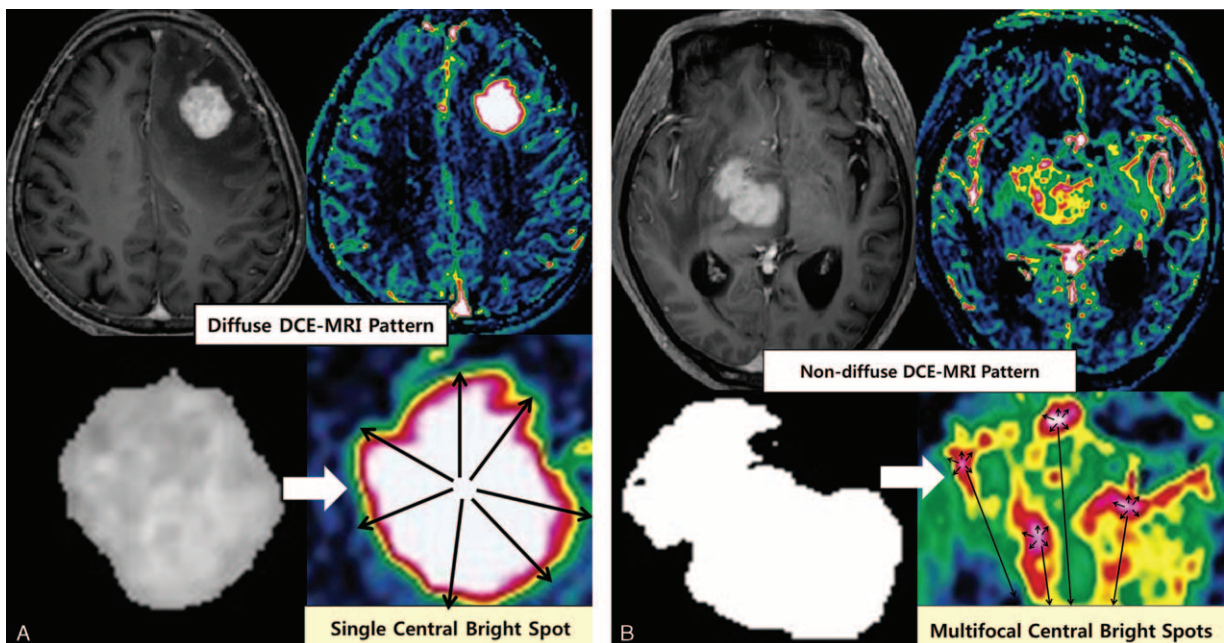 Diffuse DCE-MRI Pattern
A
Single Central Bright Spot
Non-diffuse DCE-MRI Pattern
B
Multifocal Central Bright Spots